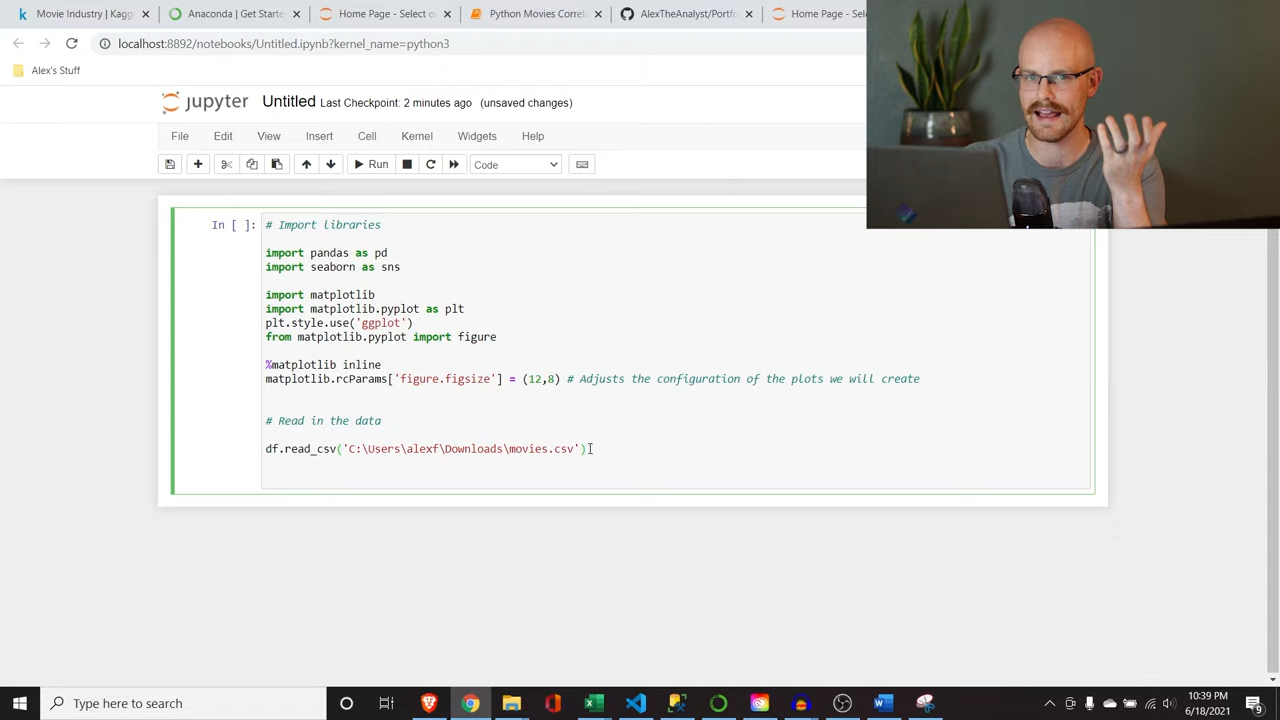 Movie Industry | Kagg
Anaconda | Get Starte
Home Page - Select or
Python Movies Correla
AlexTheAnalyst/Portfo
Home Page - Sele
localhost:8892/notebooks/Untitled.ipynb?kernel_name=python3
Alex's Stuff
jupyter Untitled Last Checkpoint: 2 minutes ago (unsaved changes)
File Edit View Insert Cell Kernel Widgets Help
Run Code
In [ ]: # Import libraries
import pandas as pd
import seaborn as sns
import matplotlib
import matplotlib.pyplot as plt
plt.style.use('ggplot')
from matplotlib.pyplot import figure
%matplotlib inline
matplotlib.rcParams['figure.figsize'] = (12,8) # Adjusts the configuration of the plots we will create
# Read in the data
df.read_csv('C:\Users\alexf\Downloads\movies.csv')
Type here to search
10:39 PM
6/18/2021
9